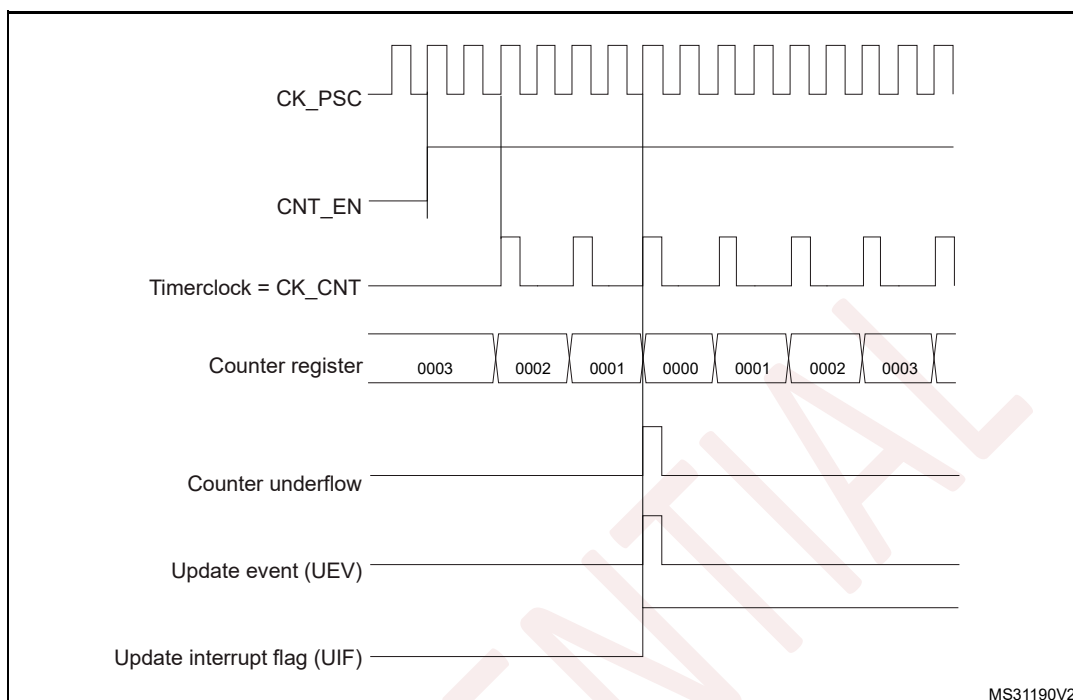 CK_PSC
CNT_EN
Timerclock = CK_CNT
Counter register
0003 0002 0001 0000 0001 0002 0003
Counter underflow
Update event (UEV)
Update interrupt flag (UIF)
MS31190V2
ENTIAL